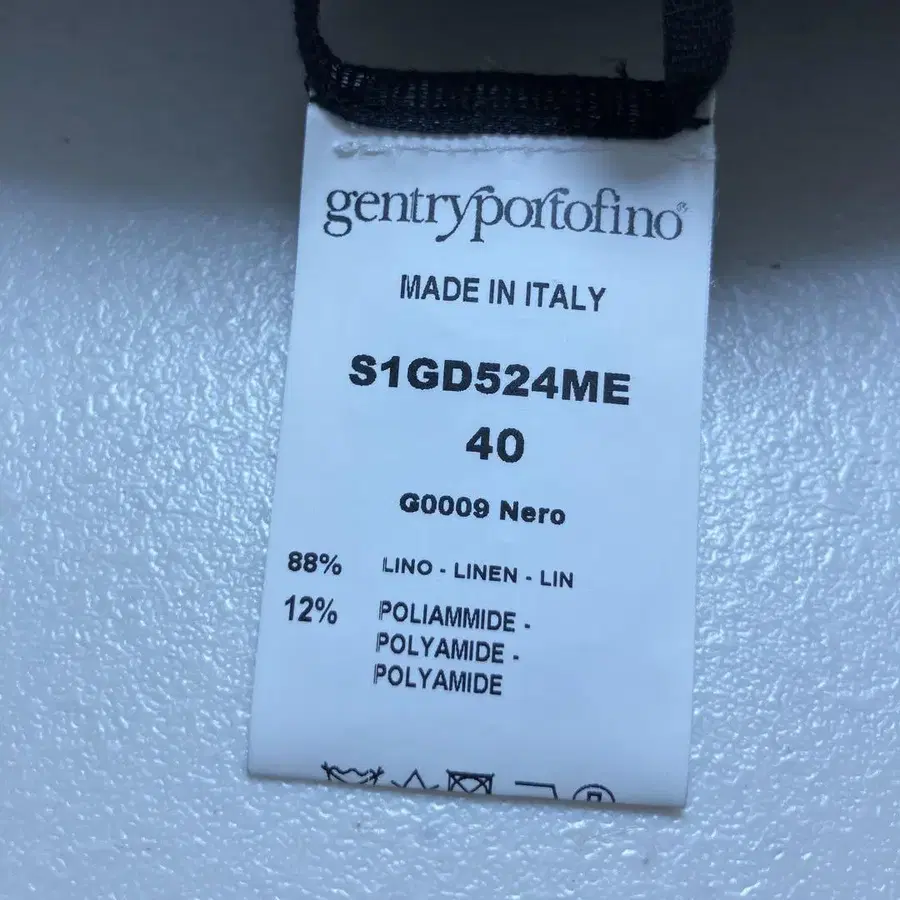 gentryportofino®
MADE IN ITALY
S1GD524ME
40
G0009 Nero
88% LINO - LINEN - LIN
12% POLIAMMIDE -
POLYAMIDE -
POLYAMIDE